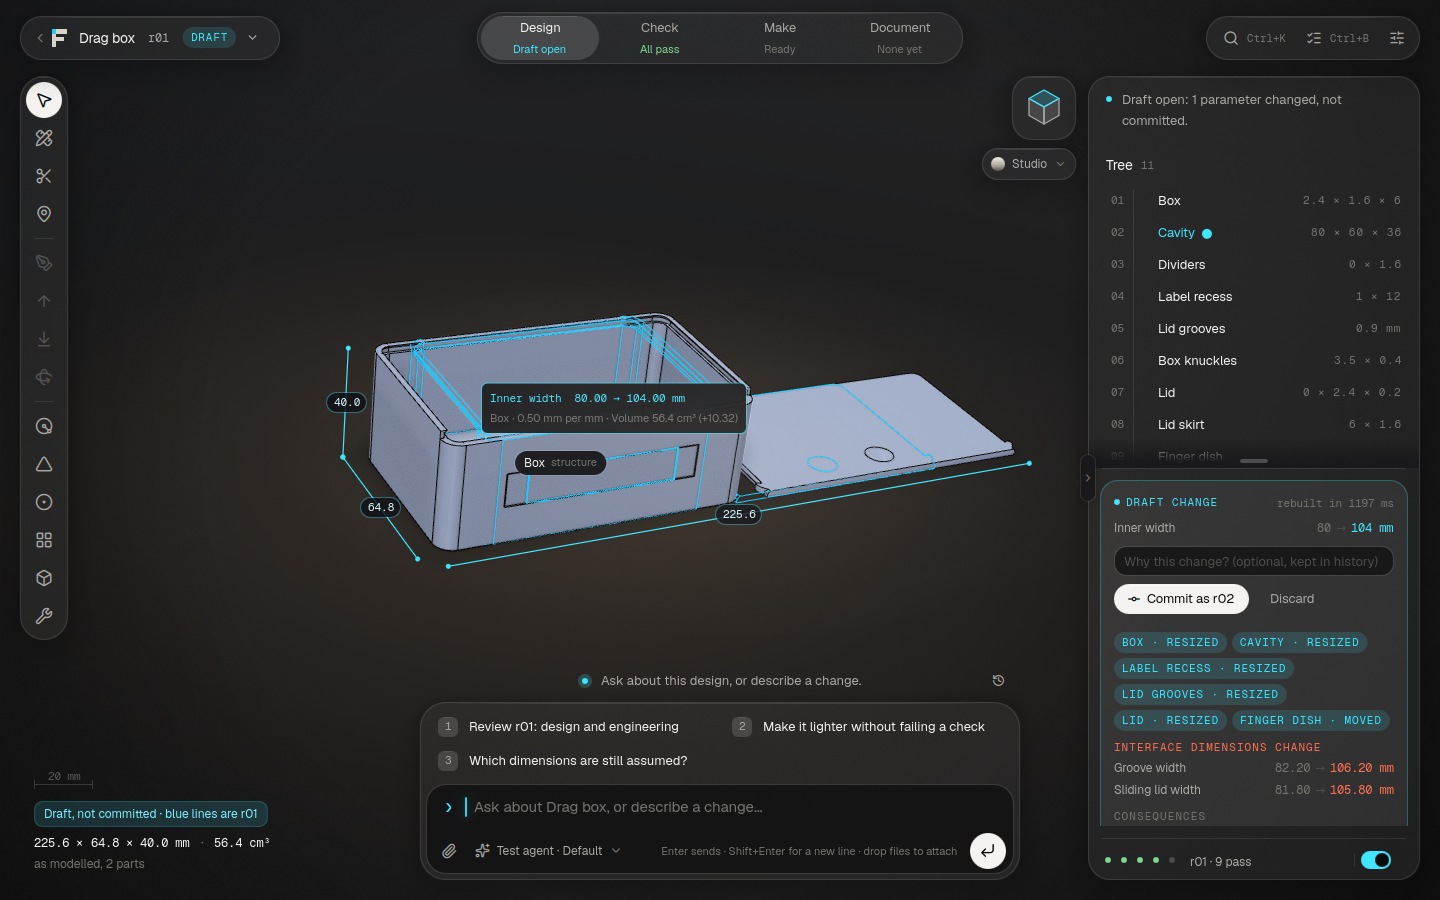 Drag box r01 DRAFT
Design
Draft open
Check
All pass
Make
Ready
Document
None yet
Ctrl+K
Ctrl+B
Studio
Draft open: 1 parameter changed, not
committed.
Tree 11
01 Box 2.4 × 1.6 × 6
02 Cavity 80 × 60 × 36
03 Dividers 0 × 1.6
04 Label recess 1 × 12
05 Lid grooves 0.9 mm
06 Box knuckles 3.5 × 0.4
07 Lid 0 × 2.4 × 0.2
08 Lid skirt 6 × 1.6
09 Finger dish
40.0
64.8
225.6
Inner width 80.00 → 104.00 mm
Box · 0.50 mm per mm · Volume 56.4 cm³ (+10.32)
Box structure
DRAFT CHANGE rebuilt in 1197 ms
Inner width 80 → 104 mm
Why this change? (optional, kept in history)
Commit as r02
Discard
BOX · RESIZED
CAVITY · RESIZED
LABEL RECESS · RESIZED
LID GROOVES · RESIZED
LID · RESIZED
FINGER DISH · MOVED
INTERFACE DIMENSIONS CHANGE
Groove width 82.20 → 106.20 mm
Sliding lid width 81.80 → 105.80 mm
CONSEQUENCES
r01 · 9 pass
Ask about this design, or describe a change.
1 Review r01: design and engineering
2 Make it lighter without failing a check
3 Which dimensions are still assumed?
Ask about Drag box, or describe a change...
Test agent · Default
Enter sends · Shift+Enter for a new line · drop files to attach
20 mm
Draft, not committed · blue lines are r01
225.6 × 64.8 × 40.0 mm · 56.4 cm³
as modelled, 2 parts